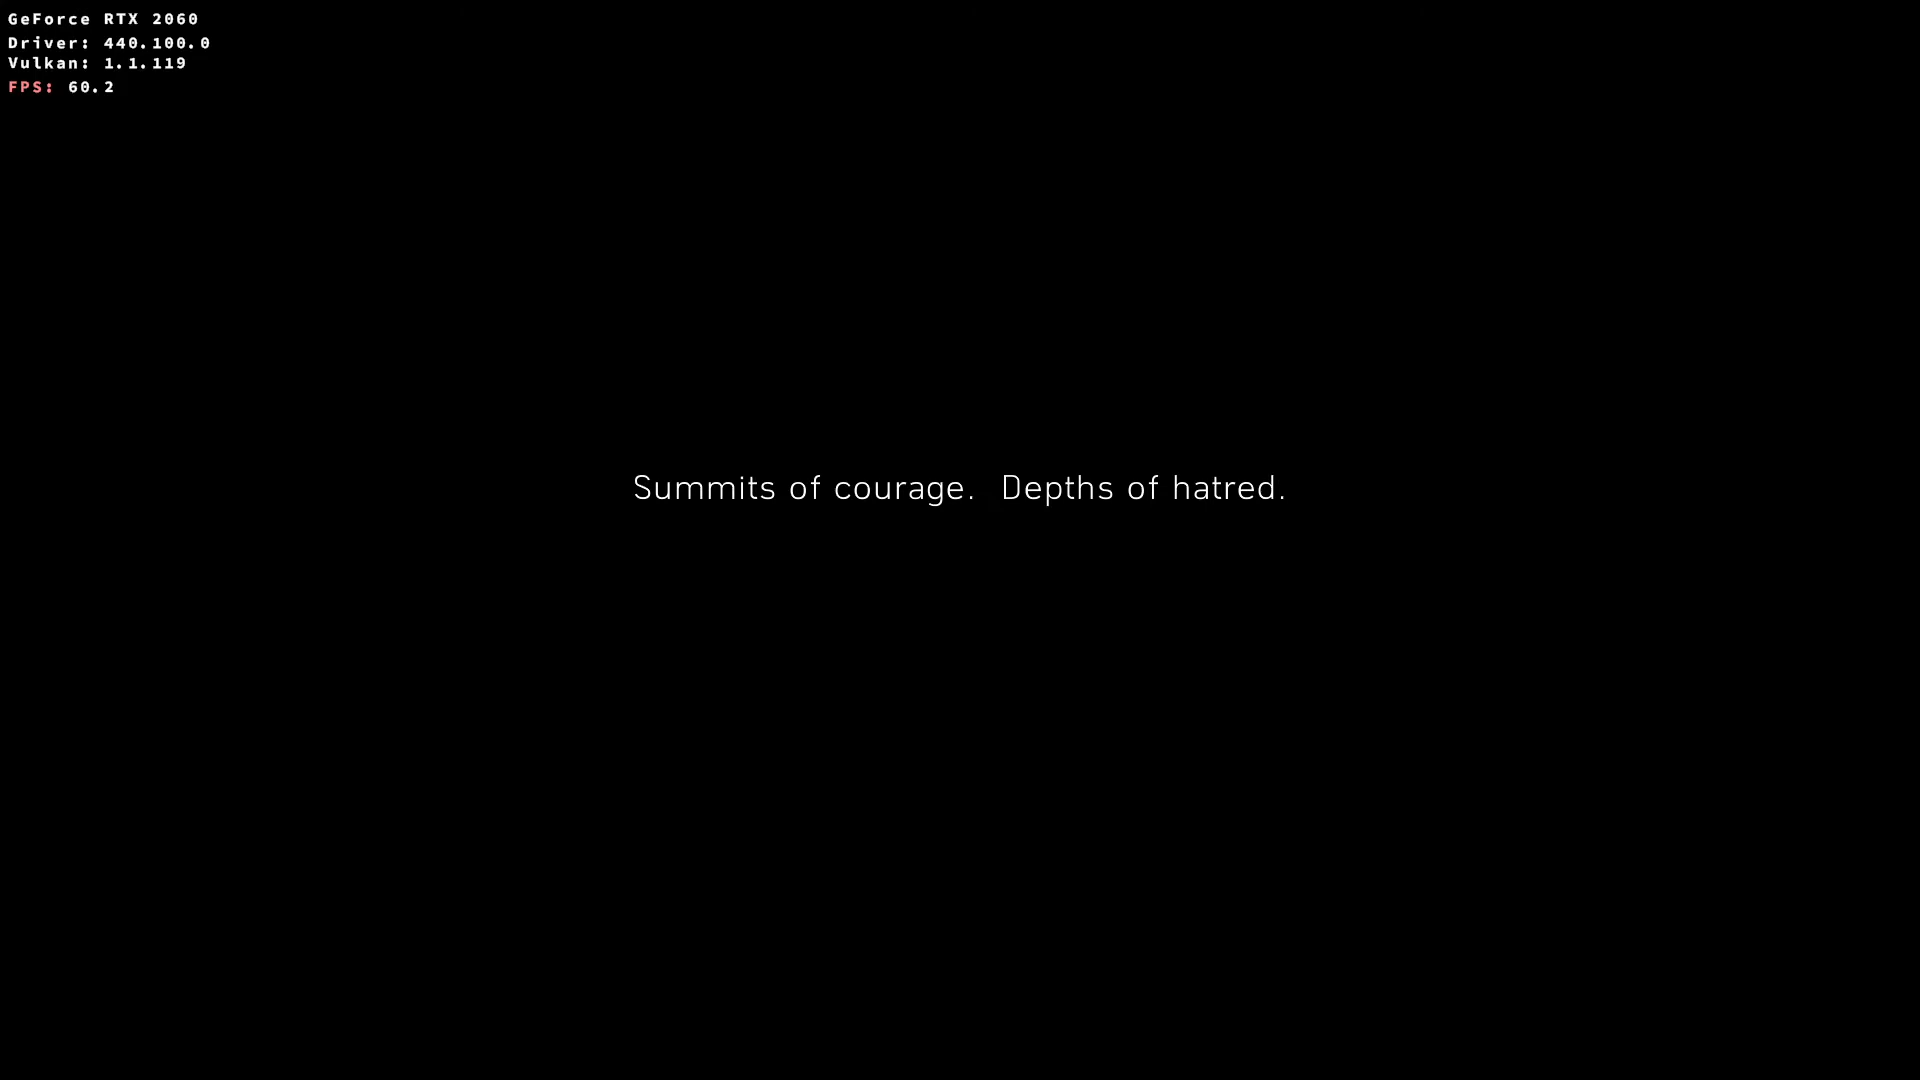 GeForce RTX 2060
Driver: 440.100.0
Vulkan: 1.1.119
FPS: 60.2
Summits of courage.  Depths of hatred.